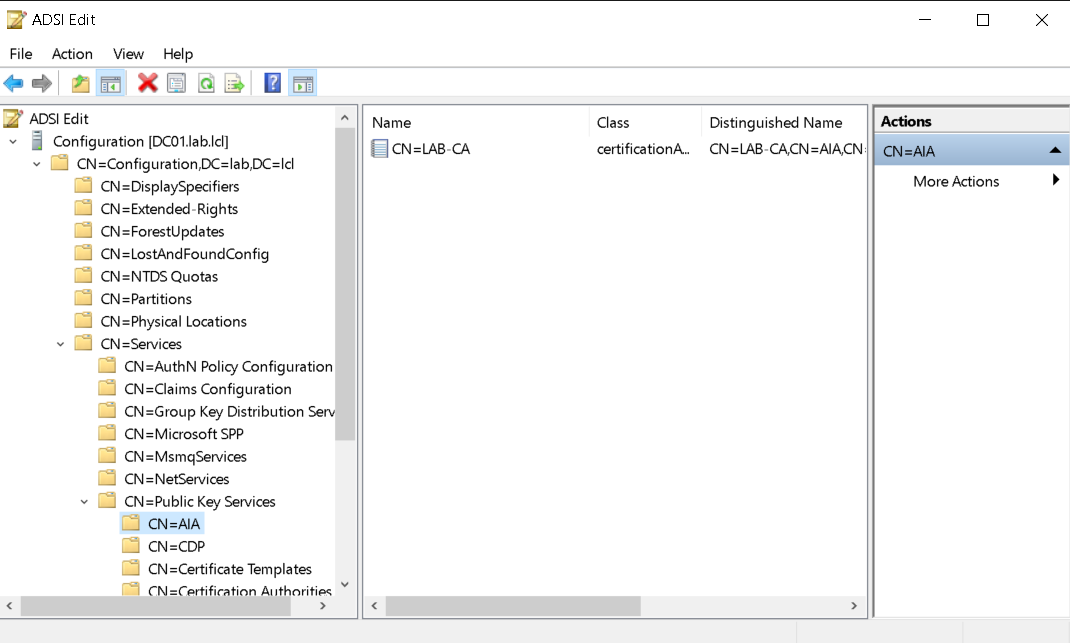 ADSI Edit
File Action View Help
ADSI Edit
Configuration [DC01.lab.lcl]
CN=Configuration,DC=lab,DC=lcl
CN=DisplaySpecifiers
CN=Extended-Rights
CN=ForestUpdates
CN=LostAndFoundConfig
CN=NTDS Quotas
CN=Partitions
CN=Physical Locations
CN=Services
CN=AuthN Policy Configuration
CN=Claims Configuration
CN=Group Key Distribution Serv
CN=Microsoft SPP
CN=MsmqServices
CN=NetServices
CN=Public Key Services
CN=AIA
CN=CDP
CN=Certificate Templates
CN=Certification Authorities
Name Class Distinguished Name
CN=LAB-CA certificationA... CN=LAB-CA,CN=AIA,CN=
Actions
CN=AIA
More Actions